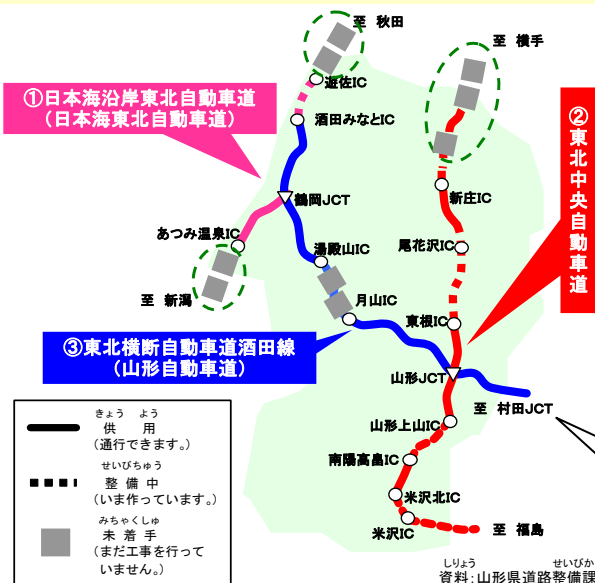 至 秋田
至 横手
遊佐IC
①日本海沿岸東北自動車道
(日本海東北自動車道)
酒田みなとIC
②東北中央自動車道
新庄IC
鶴岡JCT
あつみ温泉IC
湯殿山IC
尾花沢IC
至 新潟
月山IC
東根IC
③東北横断自動車道酒田線
(山形自動車道)
山形JCT
至 村田JCT
山形上山IC
きょう よう
供 用
(通行できます。)
せいびちゅう
整 備 中
(いま作っています。)
みちゃくしゅ
未 着 手
(まだ工事を行って
いません。)
南陽高畠IC
米沢北IC
米沢IC
至 福島
しりょう せいびか
資料:山形県道路整備課